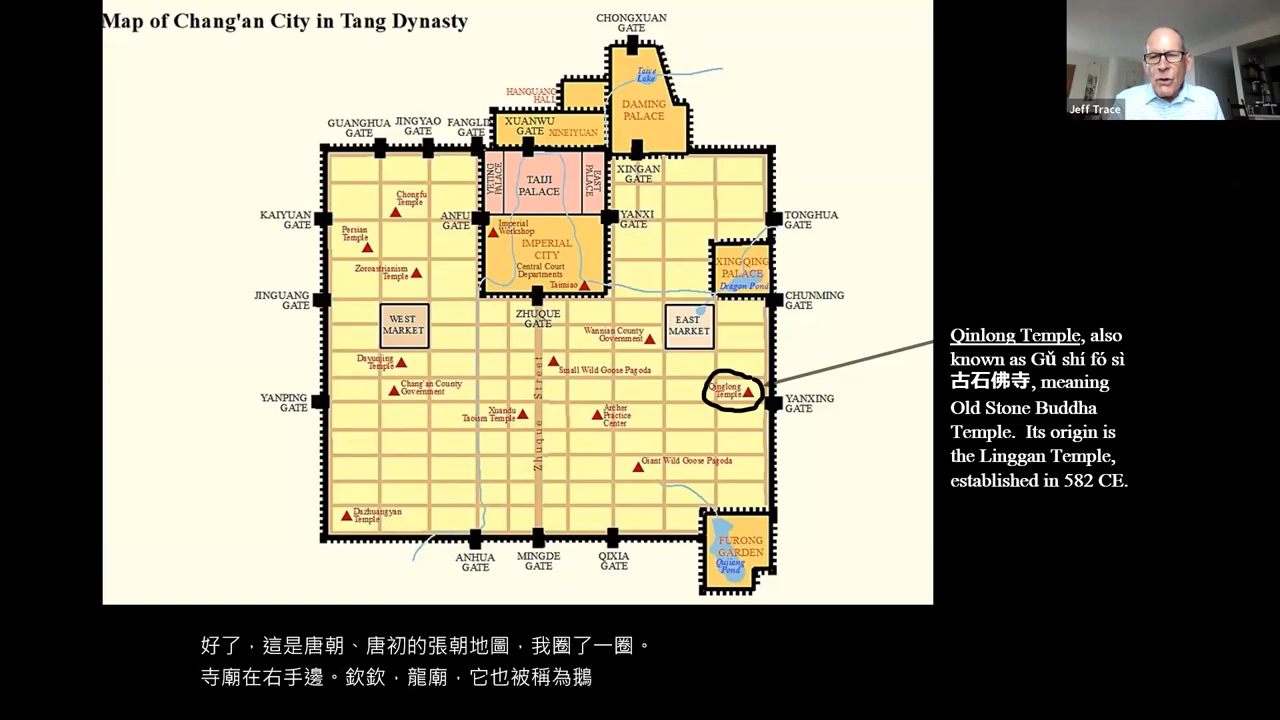 Map of Chang'an City in Tang Dynasty
CHONGXUAN
GATE
Taiye
Lake
HANGUANG
HALL
DAMING
PALACE
GUANGHUA
GATE
JINGYAO
GATE
FANGLIN
GATE
XUANWU
GATE
XINEIYUAN
YETING
PALACE
TAIJI
PALACE
EAST
PALACE
XINGAN
GATE
Chongfu
Temple
KAIYUAN
GATE
ANFU
GATE
YANXI
GATE
TONGHUA
GATE
Imperial
Workshop
Persian
Temple
IMPERIAL
CITY
Central Court
Departments
Zoroastrianism
Temple
Taimiao
XINGQING
PALACE
Dragon Pond
JINGUANG
GATE
CHUNMING
GATE
WEST
MARKET
ZHUQUE
GATE
EAST
MARKET
Wannian County
Government
Dayunjing
Temple
Small Wild Goose Pagoda
Chang'an County
Government
Qinglong
Temple
YANPING
GATE
YANXING
GATE
Xuandu
Taoism Temple
Archer
Practice
Center
Zhuque Street
Giant Wild Goose Pagoda
Dazhuangyan
Temple
ANHUA
GATE
MINGDE
GATE
QIXIA
GATE
FURONG
GARDEN
Qujiang
Pond
Jeff Trace
Qinlong Temple, also
known as Gǔ shí fó sì
古石佛寺, meaning
Old Stone Buddha
Temple. Its origin is
the Linggan Temple,
established in 582 CE.
好了，這是唐朝、唐初的張朝地圖，我圈了一圈。
寺廟在右手邊。欽欽，龍廟，它也被稱為鵝